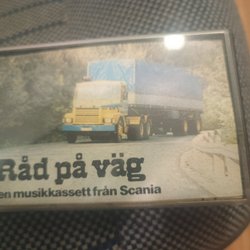 Råd på väg
en musikkassett från Scania